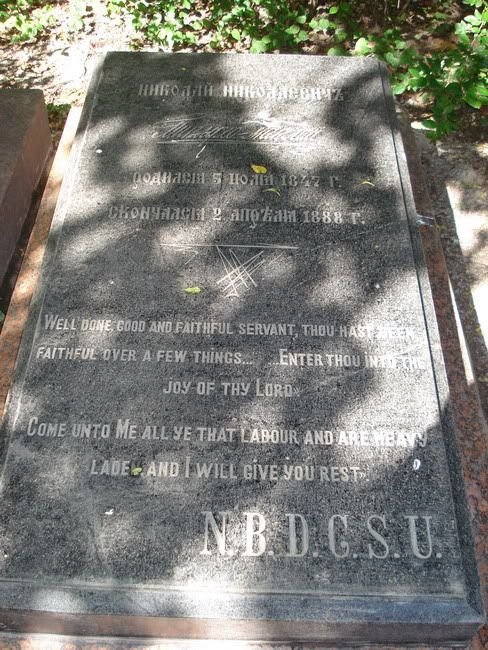 НИКОЛАЙ НИКОЛАЕВИЧЪ
РОДИЛСЯ 5 ІЮЛЯ 1847 Г.
СКОНЧАЛСЯ 2 АПРѢЛЯ 1888 Г.
WELL DONE, GOOD AND FAITHFUL SERVANT, THOU HAST BEEN
FAITHFUL OVER A FEW THINGS... ...ENTER THOU INTO THE
JOY OF THY LORD
COME UNTO ME ALL YE THAT LABOUR AND ARE HEAVY
LADEN AND I WILL GIVE YOU REST
N.B.D.C.S.U.